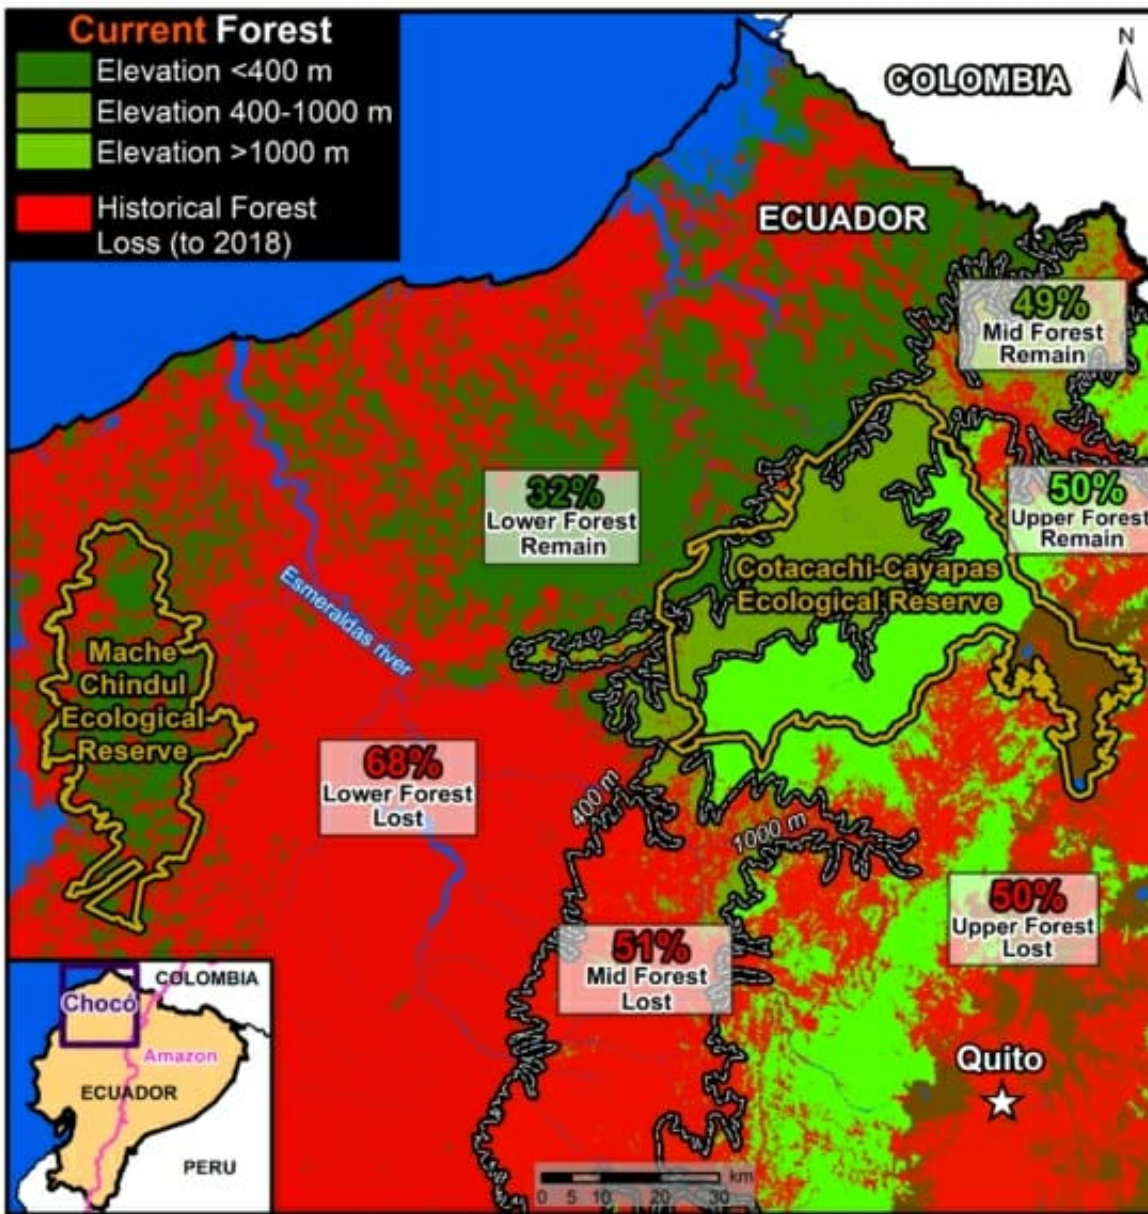 Current Forest
Elevation <400 m
Elevation 400-1000 m
Elevation >1000 m
Historical Forest
Loss (to 2018)
N
COLOMBIA
ECUADOR
49%
Mid Forest
Remain
32%
Lower Forest
Remain
50%
Upper Forest
Remain
Cotacachi-Cayapas
Ecological Reserve
Esmeraldas river
Mache
Chindul
Ecological
Reserve
68%
Lower Forest
Lost
400 m
1000 m
51%
Mid Forest
Lost
50%
Upper Forest
Lost
Quito
COLOMBIA
Chocó
Amazon
ECUADOR
PERU
km
0 5 10 20 30